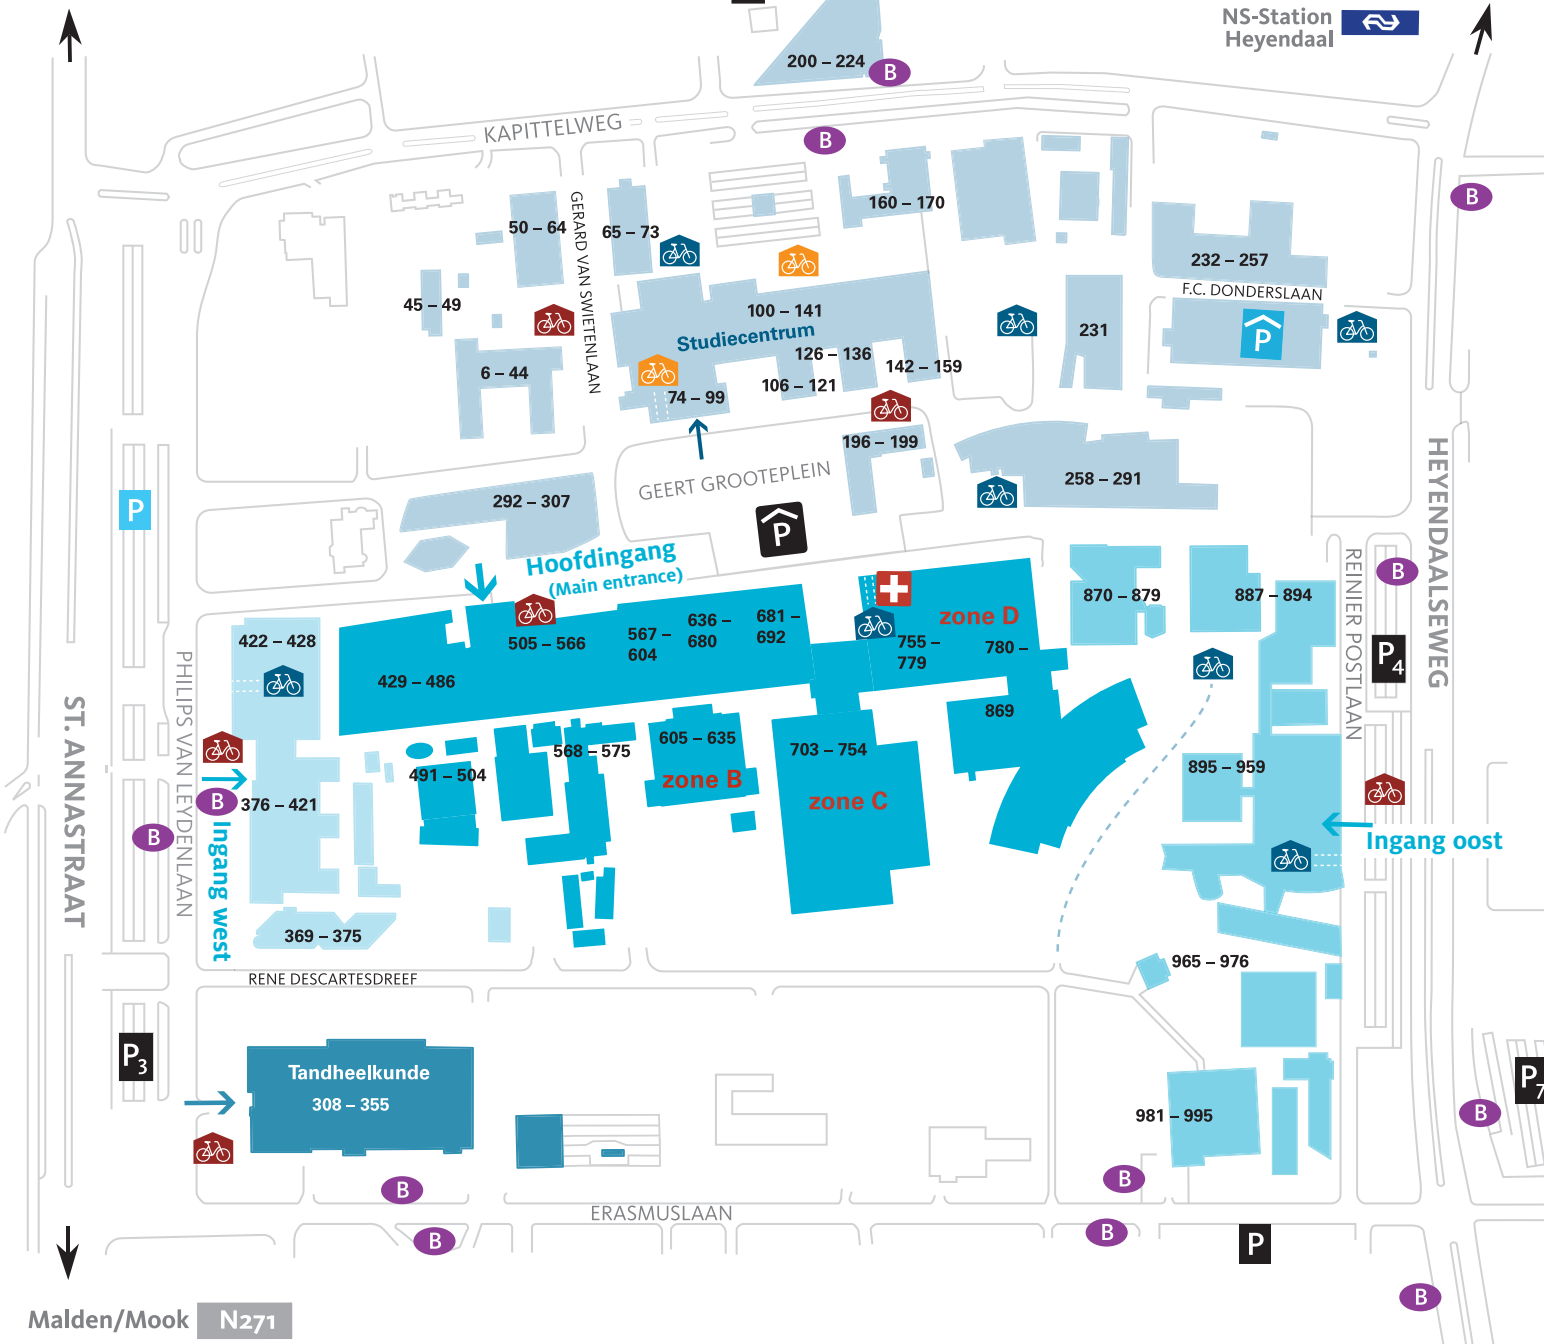 NS-Station
Heyendaal
200 – 224
B
B
KAPITTELWEG
B
160 – 170
50 – 64
65 – 73
GERARD VAN SWIETENLAAN
232 – 257
F.C. DONDERSLAAN
45 – 49
100 – 141
Studiecentrum
231
P
126 – 136
142 – 159
6 – 44
106 – 121
74 – 99
196 – 199
GEERT GROOTEPLEIN
258 – 291
HEYENDAALSEWEG
292 – 307
P
P
Hoofdingang
(Main entrance)
B
REINIER POSTLAAN
870 – 879
887 – 894
zone D
422 – 428
505 – 566
567 –
604
636 –
680
681 –
692
755 –
779
780 –
869
P4
429 – 486
PHILIPS VAN LEYDENLAAN
ST. ANNASTRAAT
491 – 504
568 – 575
605 – 635
zone B
703 – 754
zone C
895 – 959
B
376 – 421
B
Ingang west
Ingang oost
369 – 375
965 – 976
RENE DESCARTESDREEF
P3
Tandheelkunde
308 – 355
P7
981 – 995
B
B
B
ERASMUSLAAN
B
B
P
B
Malden/Mook
N271